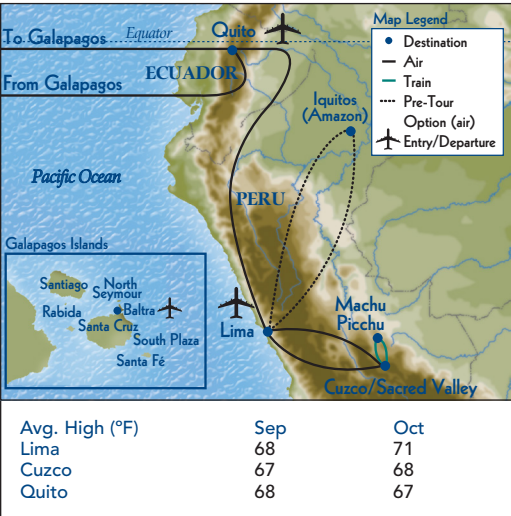 To Galapagos
Equator
Quito
From Galapagos
ECUADOR
Map Legend
Destination
Air
Train
Pre-Tour
Option (air)
Entry/Departure
Iquitos
(Amazon)
Pacific Ocean
PERU
Galapagos Islands
Santiago
North
Seymour
Rabida
Baltra
Santa Cruz
South Plaza
Santa Fé
Lima
Machu
Picchu
Cuzco/Sacred Valley
Avg. High (ºF) Sep Oct
Lima 68 71
Cuzco 67 68
Quito 68 67